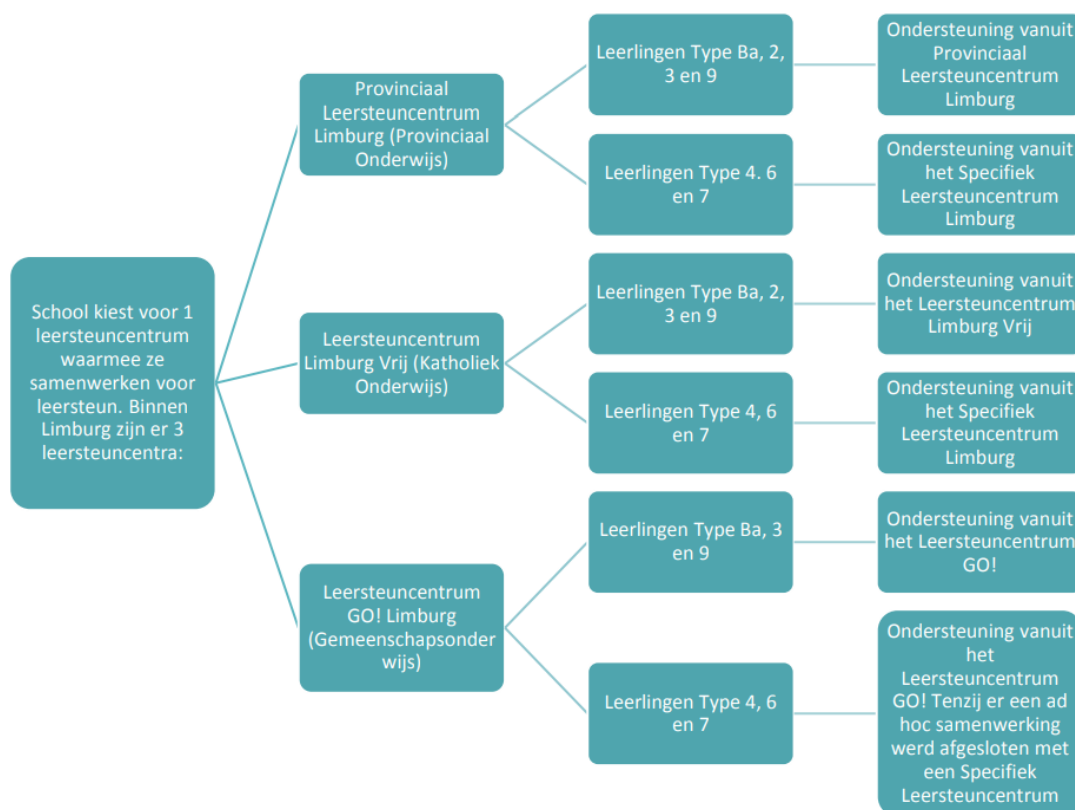 School kiest voor 1
leersteuncentrum
waarmee ze
samenwerken voor
leersteun. Binnen
Limburg zijn er 3
leersteuncentra:
Provinciaal
Leersteuncentrum
Limburg (Provinciaal
Onderwijs)
Leerlingen Type Ba, 2,
3 en 9
Ondersteuning vanuit
Provinciaal
Leersteuncentrum
Limburg
Leerlingen Type 4. 6
en 7
Ondersteuning vanuit
het Specifiek
Leersteuncentrum
Limburg
Leersteuncentrum
Limburg Vrij (Katholiek
Onderwijs)
Leerlingen Type Ba, 2,
3 en 9
Ondersteuning vanuit
het Leersteuncentrum
Limburg Vrij
Leerlingen Type 4, 6
en 7
Ondersteuning vanuit
het Specifiek
Leersteuncentrum
Limburg
Leersteuncentrum
GO! Limburg
(Gemeenschapsonder
wijs)
Leerlingen Type Ba, 3
en 9
Ondersteuning vanuit
het Leersteuncentrum
GO!
Leerlingen Type 4, 6
en 7
Ondersteuning vanuit
het
Leersteuncentrum
GO! Tenzij er een ad
hoc samenwerking
werd afgesloten met
een Specifiek
Leersteuncentrum